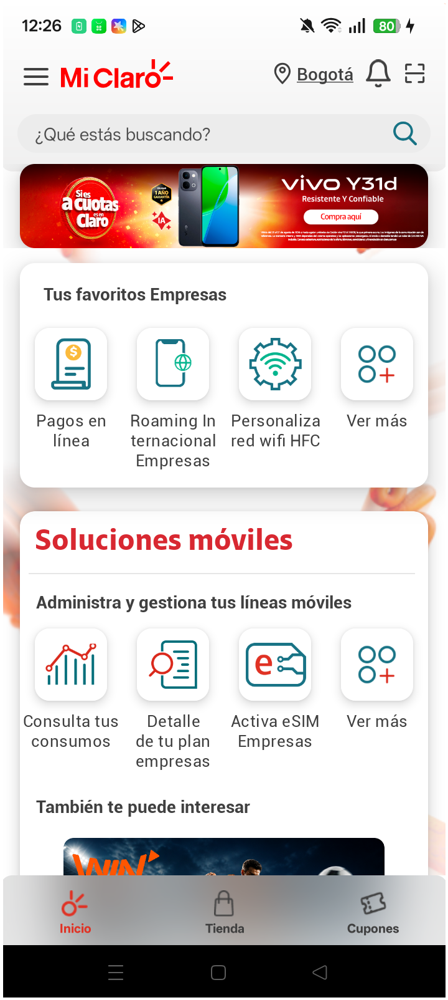 12:26
80
Mi Claro
Bogotá
¿Qué estás buscando?
Si es
a cuotas
es en
Claro
1 AÑO
GARANTÍA
IA
vivo Y31d
Resistente Y Confiable
Compra aquí
Tus favoritos Empresas
Pagos en
línea
Roaming In
ternacional
Empresas
Personaliza
red wifi HFC
Ver más
Soluciones móviles
Administra y gestiona tus líneas móviles
Consulta tus
consumos
Detalle
de tu plan
empresas
Activa eSIM
Empresas
Ver más
También te puede interesar
WIN
Inicio
Tienda
Cupones